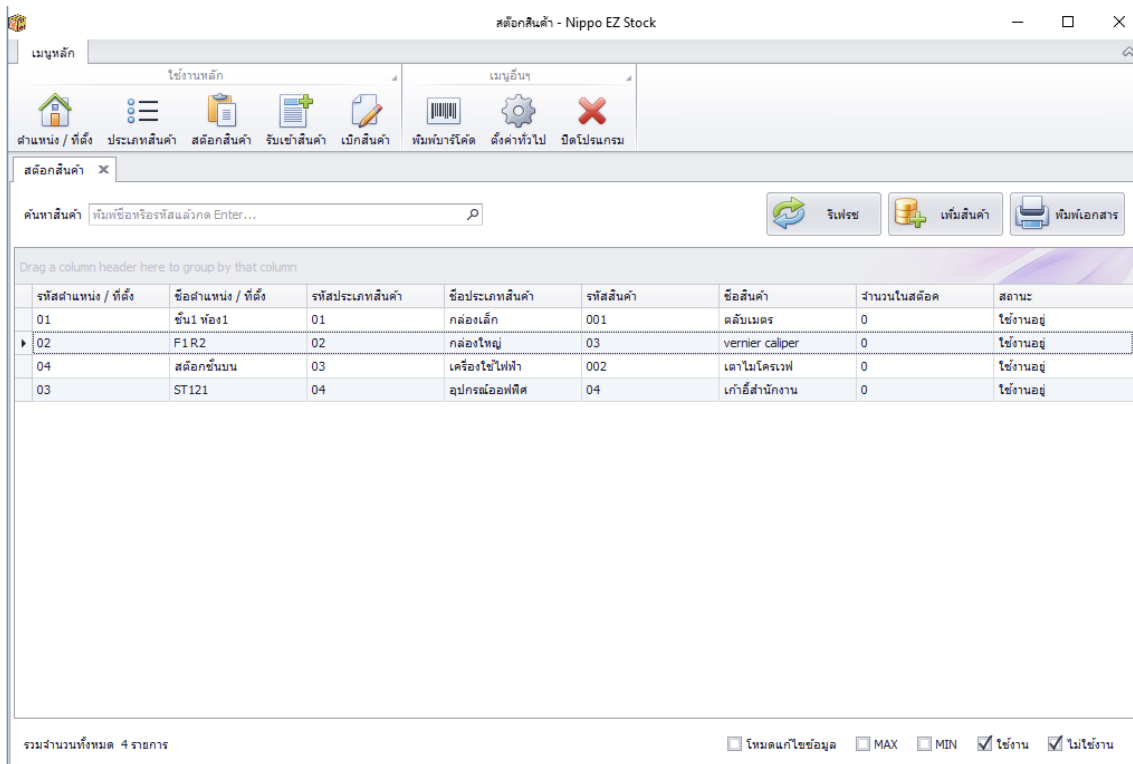 สต๊อกสินค้า - Nippo EZ Stock
เมนูหลัก
ใช้งานหลัก เมนูอื่นๆ
ตำแหน่ง / ที่ตั้ง ประเภทสินค้า สต๊อกสินค้า รับเข้าสินค้า เบิกสินค้า พิมพ์บาร์โค้ด ตั้งค่าทั่วไป ปิดโปรแกรม
สต๊อกสินค้า
ค้นหาสินค้า พิมพ์ชื่อหรือรหัสแล้วกด Enter... รีเฟรช เพิ่มสินค้า พิมพ์เอกสาร
Drag a column header here to group by that column
รหัสตำแหน่ง / ที่ตั้ง ชื่อตำแหน่ง / ที่ตั้ง รหัสประเภทสินค้า ชื่อประเภทสินค้า รหัสสินค้า ชื่อสินค้า จำนวนในสต๊อค สถานะ
01 ชั้น1 ห้อง1 01 กล่องเล็ก 001 ตลับเมตร 0 ใช้งานอยู่
02 F1R2 02 กล่องใหญ่ 03 vernier caliper 0 ใช้งานอยู่
04 สต๊อกชั้นบน 03 เครื่องใช้ไฟฟ้า 002 เตาไมโครเวฟ 0 ใช้งานอยู่
03 ST121 04 อุปกรณ์ออฟฟิศ 04 เก้าอี้สำนักงาน 0 ใช้งานอยู่
รวมจำนวนทั้งหมด 4 รายการ โหมดแก้ไขข้อมูล MAX MIN ใช้งาน ไม่ใช้งาน